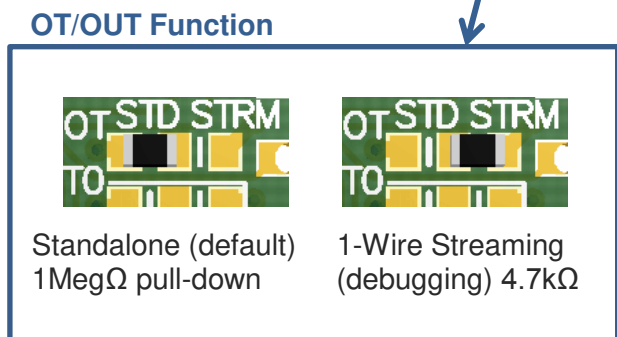 OT/OUT Function
OT STD STRM
TO
OT STD STRM
TO
Standalone (default)
1MegΩ pull-down
1-Wire Streaming
(debugging) 4.7kΩ